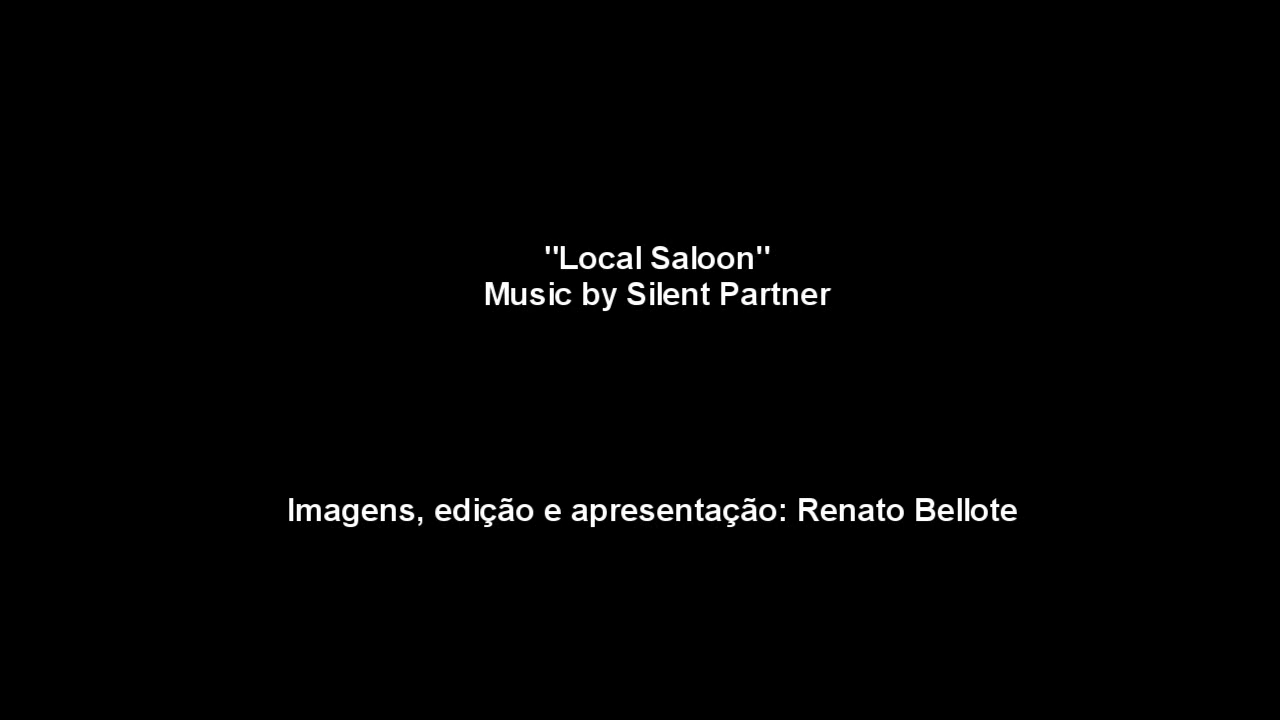 "Local Saloon"
Music by Silent Partner
Imagens, edição e apresentação: Renato Bellote